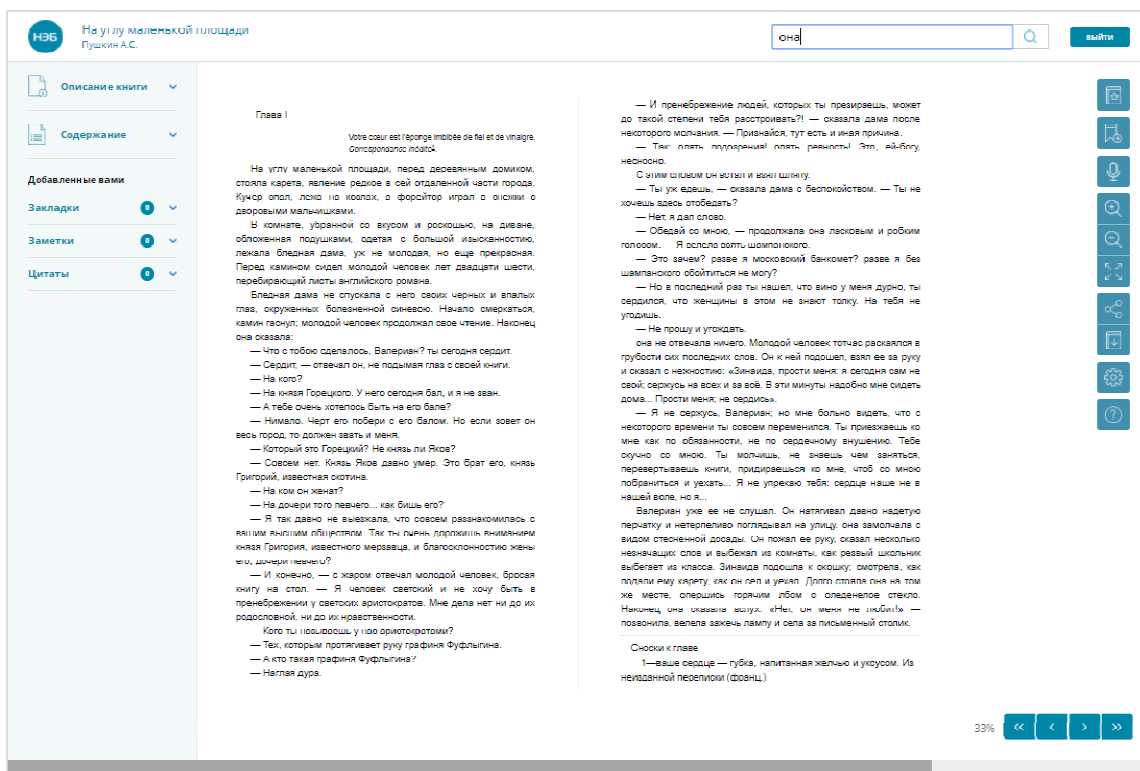 НЭБ
На углу маленькой площади
Пушкин А.С.
она
выйти
Описание книги
Содержание
Добавленные вами
Закладки 0
Заметки 0
Цитаты 0
Глава I
Votre cœur est l'éponge imbibée de fiel et de vinaigre.
Correspondance inédite¹.
На углу маленькой площади, перед деревянным домиком,
стояла карета, явление редкое в сей отдаленной части города.
Кучер спал, лежа на козлах, а форейтор играл в снежки с
дворовыми мальчишками.
В комнате, убранной со вкусом и роскошью, на диване,
обложенная подушками, одетая с большой изысканностию,
лежала бледная дама, уж не молодая, но еще прекрасная.
Перед камином сидел молодой человек лет двадцати шести,
перебирающий листы английского романа.
Бледная дама не спускала с него своих черных и впалых
глаз, окруженных болезненной синевою. Начало смеркаться,
камин гаснул; молодой человек продолжал свое чтение. Наконец
она сказала:
— Что с тобою сделалось, Валериан? ты сегодня сердит.
— Сердит, — отвечал он, не подымая глаз с своей книги.
— На кого?
— На князя Горецкого. У него сегодня бал, и я не зван.
— А тебе очень хотелось быть на его бале?
— Нимало. Черт его побери с его балом. Но если зовет он
весь город, то должен звать и меня.
— Который это Горецкий? Не князь ли Яков?
— Совсем нет. Князь Яков давно умер. Это брат его, князь
Григорий, известная скотина.
— На ком он женат?
— На дочери того певчего... как бишь его?
— Я так давно не выезжала, что совсем раззнакомилась с
вашим высшим обществом. Так ты очень дорожишь вниманием
князя Григория, известного мерзавца, и благосклонностию жены
его, дочери певчего?
— И конечно, — с жаром отвечал молодой человек, бросая
книгу на стол. — Я человек светский и не хочу быть в
пренебрежении у светских аристократов. Мне дела нет ни до их
родословной, ни до их нравственности.
Кого ты называешь у нас аристократами?
— Тех, которым протягивает руку графиня Фуфлыгина.
— А кто такая графиня Фуфлыгина?
— Наглая дура.
— И пренебрежение людей, которых ты презираешь, может
до такой степени тебя расстроивать?! — сказала дама после
некоторого молчания. — Признайся, тут есть и иная причина.
— Так: опять подозрения! опять ревность! Это, ей-богу,
несносно.
С этим словом он встал и взял шляпу.
— Ты уж едешь, — сказала дама с беспокойством. — Ты не
хочешь здесь отобедать?
— Нет, я дал слово.
— Обедай со мною, — продолжала она ласковым и робким
голосом. Я велела взять шампанского.
— Это зачем? разве я московский банкомет? разве я без
шампанского обойтиться не могу?
— Но в последний раз ты нашел, что вино у меня дурно, ты
сердился, что женщины в этом не знают толку. На тебя не
угодишь.
— Не прошу и угождать.
она не отвечала ничего. Молодой человек тотчас раскаялся в
грубости сих последних слов. Он к ней подошел, взял ее за руку
и сказал с нежностию: «Зинаида, прости меня: я сегодня сам не
свой; сержусь на всех и за всё. В эти минуты надобно мне сидеть
дома... Прости меня; не сердись».
— Я не сержусь, Валериан; но мне больно видеть, что с
некоторого времени ты совсем переменился. Ты приезжаешь ко
мне как по обязанности, не по сердечному внушению. Тебе
скучно со мною. Ты молчишь, не знаешь чем заняться,
перевертываешь книги, придираешься ко мне, чтоб со мною
побраниться и уехать... Я не упрекаю тебя: сердце наше не в
нашей воле, но я...
Валериан уже ее не слушал. Он натягивал давно надетую
перчатку и нетерпеливо поглядывал на улицу. она замолчала с
видом стесненной досады. Он пожал ее руку, сказал несколько
незначащих слов и выбежал из комнаты, как резвый школьник
выбегает из класса. Зинаида подошла к окошку; смотрела, как
подали ему карету, как он сел и уехал. Долго стояла она на том
же месте, опершись горячим лбом о оледенелое стекло.
Наконец, она сказала вслух: «Нет, он меня не любит!» —
позвонила, велела зажечь лампу и села за письменный столик.
Сноски к главе
1—ваше сердце — губка, напитанная желчью и уксусом. Из
неизданной переписки (франц.)
33%